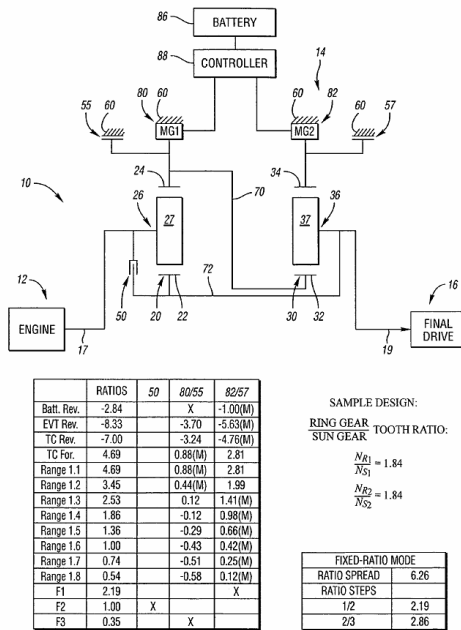 86
BATTERY
88
CONTROLLER
14
55 60 80 60 60 82 60 57
MG1 MG2
24 34
10
26 27 70 37 36
12 16
50 20 22 72 30 32
ENGINE FINAL DRIVE
17 19
RATIOS 50 80/55 82/57
Batt. Rev. -2.84 X -1.00(M)
EVT Rev. -8.33 -3.70 -5.63(M)
TC Rev. -7.00 -3.24 -4.76(M)
TC For. 4.69 0.88(M) 2.81
Range 1.1 4.69 0.88(M) 2.81
Range 1.2 3.45 0.44(M) 1.99
Range 1.3 2.53 0.12 1.41(M)
Range 1.4 1.86 -0.12 0.98(M)
Range 1.5 1.36 -0.29 0.66(M)
Range 1.6 1.00 -0.43 0.42(M)
Range 1.7 0.74 -0.51 0.25(M)
Range 1.8 0.54 -0.58 0.12(M)
F1 2.19 X
F2 1.00 X
F3 0.35 X
SAMPLE DESIGN:
RING GEAR
SUN GEAR TOOTH RATIO:
NR1
NS1 = 1.84
NR2
NS2 = 1.84
FIXED-RATIO MODE
RATIO SPREAD 6.26
RATIO STEPS
1/2 2.19
2/3 2.86